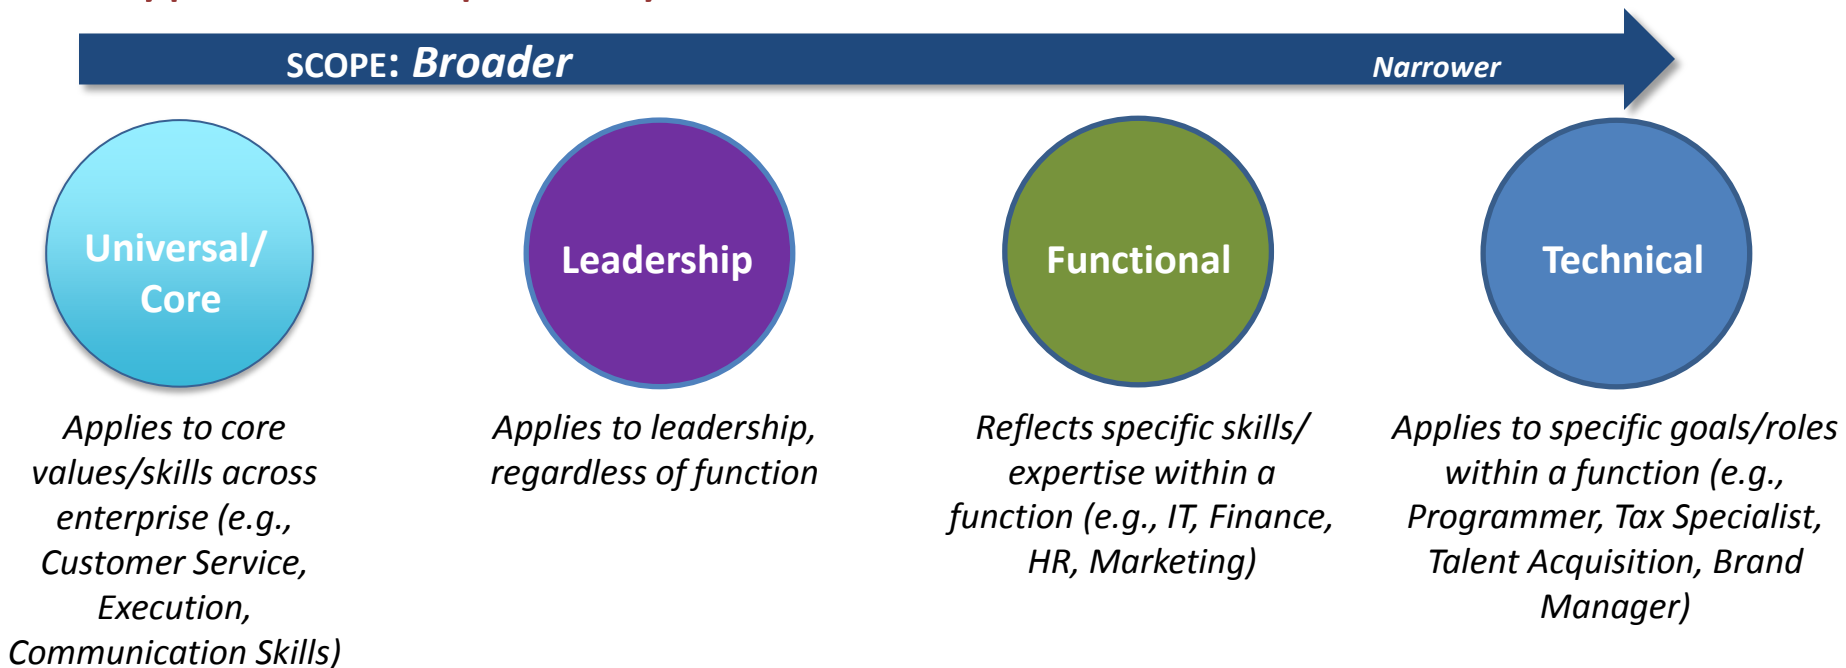 SCOPE: Broader
Narrower
Universal/
Core
Leadership
Functional
Technical
Applies to core
values/skills across
enterprise (e.g.,
Customer Service,
Execution,
Communication Skills)
Applies to leadership,
regardless of function
Reflects specific skills/
expertise within a
function (e.g., IT, Finance,
HR, Marketing)
Applies to specific goals/roles
within a function (e.g.,
Programmer, Tax Specialist,
Talent Acquisition, Brand
Manager)